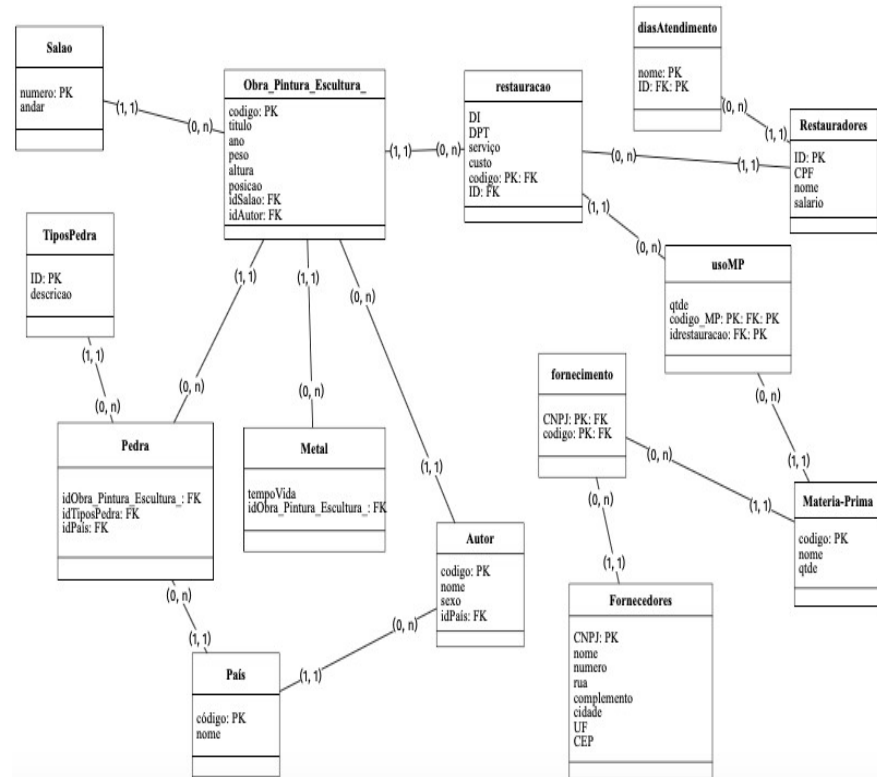 Salao
numero: PK
andar
(1, 1)
(0, n)
Obra_Pintura_Escultura_
codigo: PK
titulo
ano
peso
altura
posicao
idSalao: FK
idAutor: FK
(1, 1)
(0, n)
restauracao
DI
DPT
serviço
custo
codigo: PK: FK
ID: FK
diasAtendimento
nome: PK
ID: FK: PK
(0, n)
(1, 1)
Restauradores
ID: PK
CPF
nome
salario
(0, n)
(1, 1)
(1, 1)
(0, n)
usoMP
qtde
codigo_MP: PK: FK: PK
idrestauracao: FK: PK
(0, n)
(1, 1)
TiposPedra
ID: PK
descricao
(1, 1)
(0, n)
(1, 1)
(0, n)
(1, 1)
(0, n)
(0, n)
(1, 1)
Pedra
idObra_Pintura_Escultura_: FK
idTiposPedra: FK
idPaís: FK
Metal
tempoVida
idObra_Pintura_Escultura_: FK
fornecimento
CNPJ: PK: FK
codigo: PK: FK
(0, n)
(1, 1)
(0, n)
(1, 1)
Materia-Prima
codigo: PK
nome
qtde
Autor
codigo: PK
nome
sexo
idPaís: FK
(0, n)
(1, 1)
(0, n)
(1, 1)
País
código: PK
nome
Fornecedores
CNPJ: PK
nome
numero
rua
complemento
cidade
UF
CEP